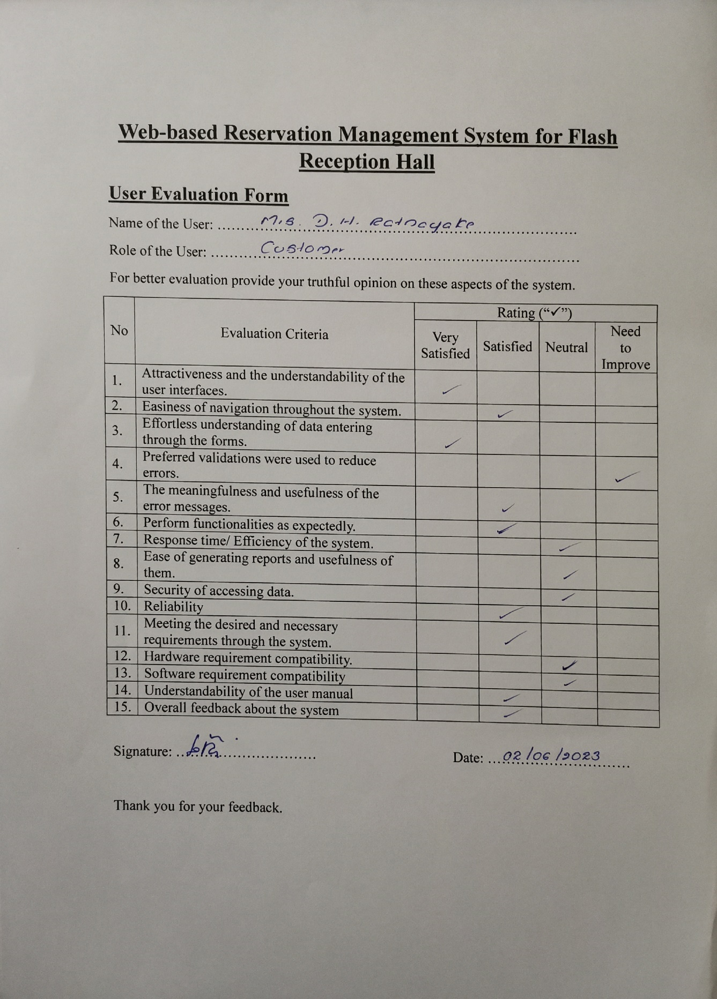 Web-based Reservation Management System for Flash
Reception Hall
User Evaluation Form
Name of the User: ........ D. H. Ratnayake ........
Role of the User: ........ Customer ........
For better evaluation provide your truthful opinion on these aspects of the system.
No Evaluation Criteria Rating (“✓”)
Very Satisfied Satisfied Neutral Need to Improve
1. Attractiveness and the understandability of the
user interfaces. ✓
2. Easiness of navigation throughout the system. ✓
3. Effortless understanding of data entering
through the forms. ✓
4. Preferred validations were used to reduce
errors. ✓
5. The meaningfulness and usefulness of the
error messages. ✓
6. Perform functionalities as expectedly. ✓
7. Response time/ Efficiency of the system. ✓
8. Ease of generating reports and usefulness of
them. ✓
9. Security of accessing data. ✓
10. Reliability ✓
11. Meeting the desired and necessary
requirements through the system. ✓
12. Hardware requirement compatibility. ✓
13. Software requirement compatibility ✓
14. Understandability of the user manual ✓
15. Overall feedback about the system ✓
Signature: ........ Date: .... 02/06/2023 ....
Thank you for your feedback.